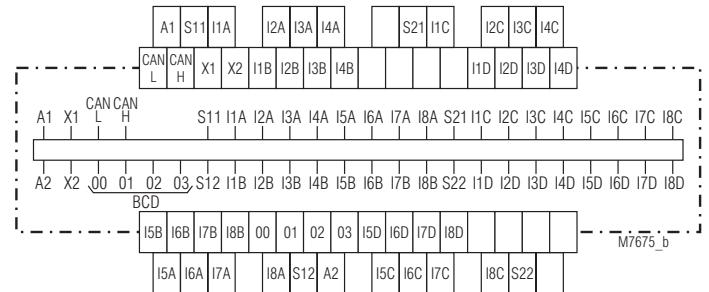 A1 S11 I1A I2A I3A I4A S21 I1C I2C I3C I4C
CAN L CAN H X1 X2 I1B I2B I3B I4B I1D I2D I3D I4D
A1 X1 CAN L CAN H S11 I1A I2A I3A I4A I5A I6A I7A I8A S21 I1C I2C I3C I4C I5C I6C I7C I8C
A2 X2 00 01 02 03 S12 I1B I2B I3B I4B I5B I6B I7B I8B S22 I1D I2D I3D I4D I5D I6D I7D I8D
BCD
I5B I6B I7B I8B 00 01 02 03 I5D I6D I7D I8D
M7675_b
I5A I6A I7A I8A S12 A2 I5C I6C I7C I8C S22